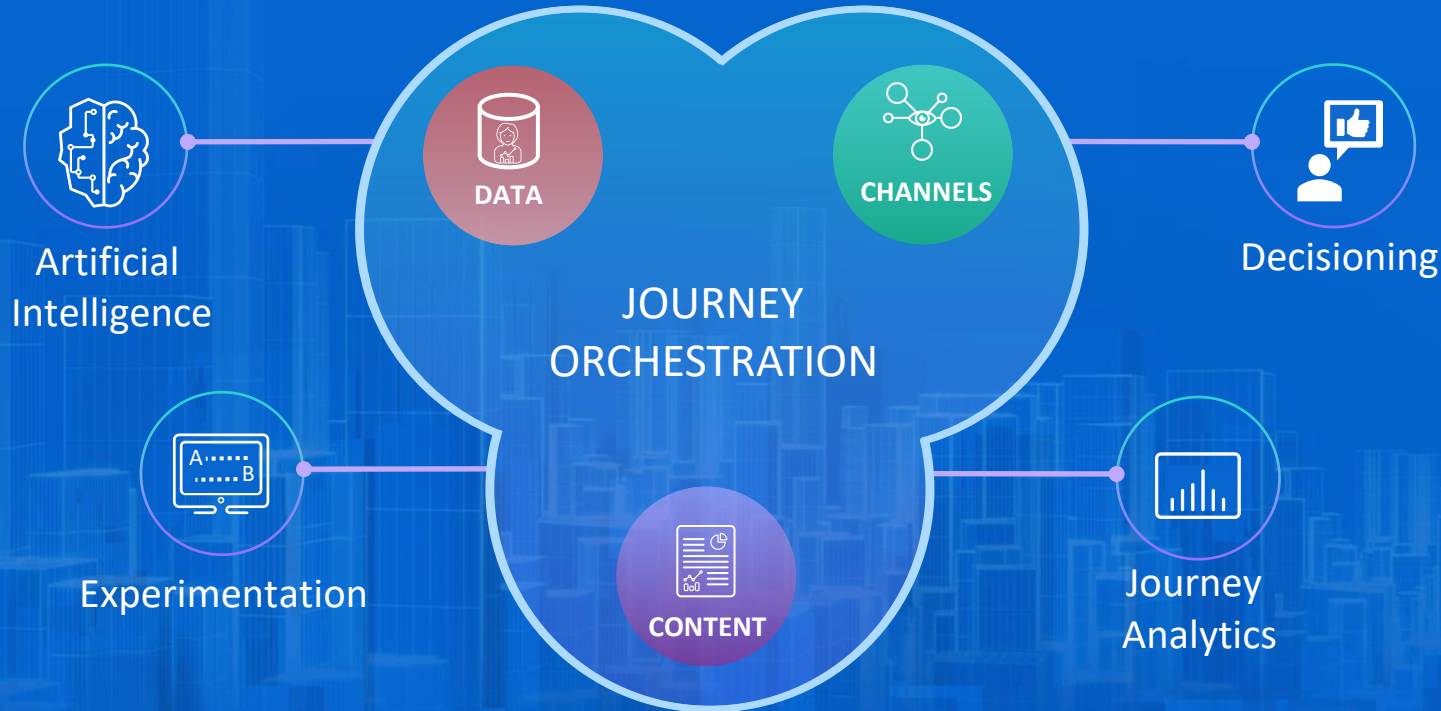 DATA
CHANNELS
Artificial
Intelligence
Decisioning
JOURNEY
ORCHESTRATION
A
B
Experimentation
CONTENT
Journey
Analytics